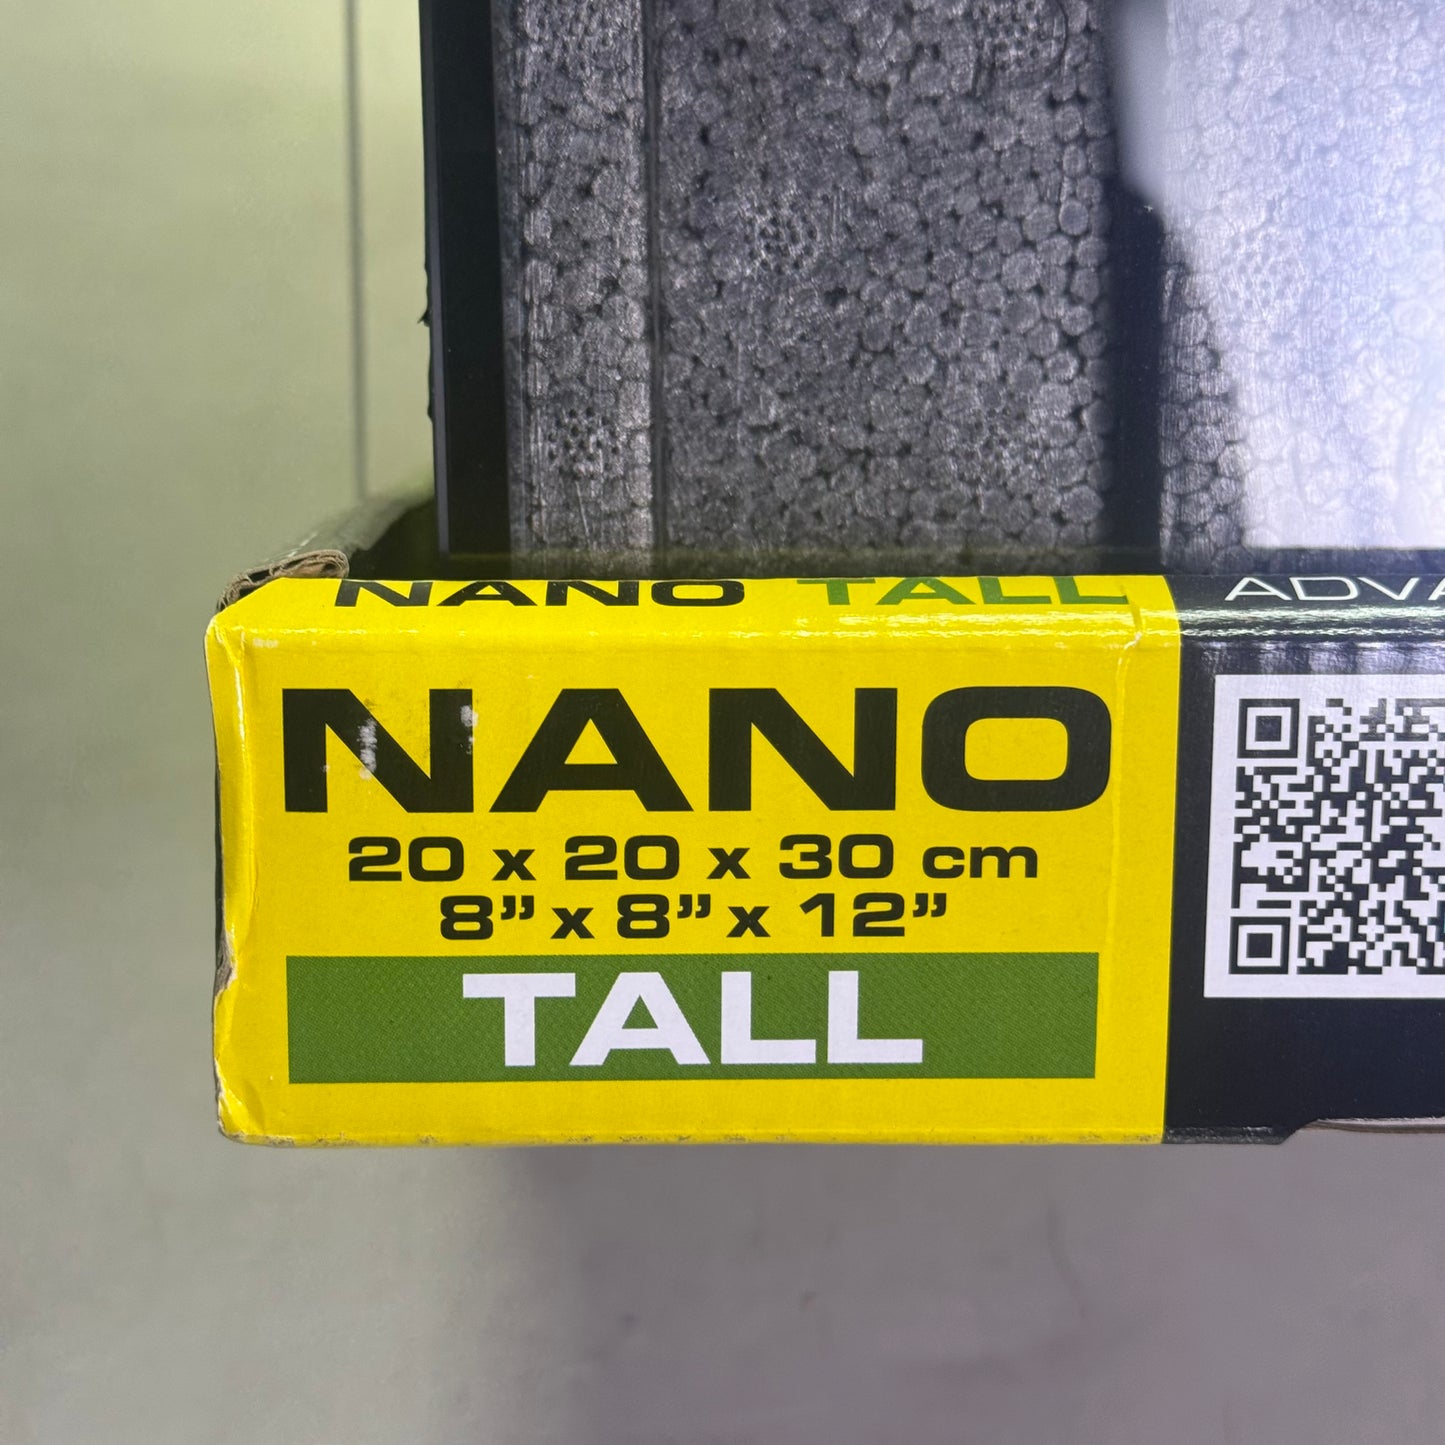 NANO TALL
ADVA
NANO
20 x 20 x 30 cm
8” x 8” x 12”
TALL